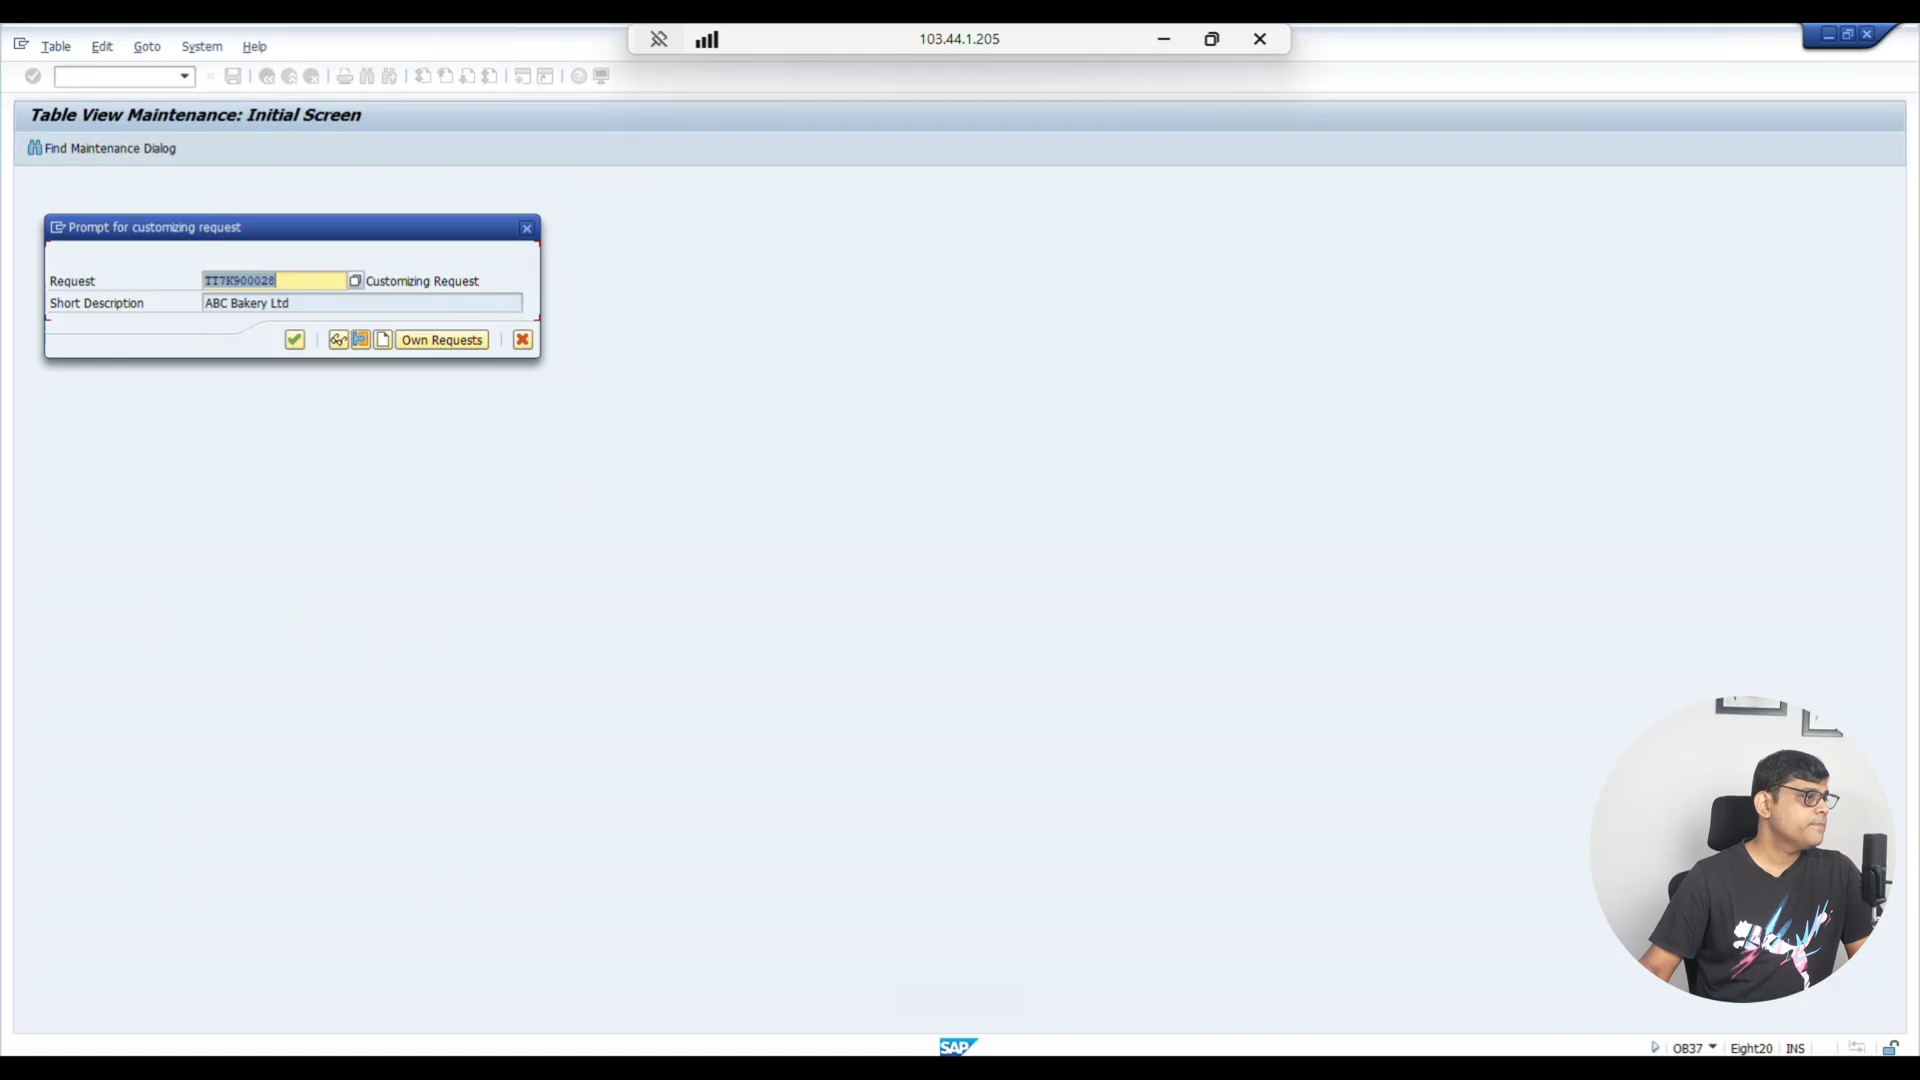 103.44.1.205
Table Edit Goto System Help
Table View Maintenance: Initial Screen
Find Maintenance Dialog
Prompt for customizing request
Request TI7K900028 Customizing Request
Short Description ABC Bakery Ltd
Own Requests
SAP
OB37 Eight20 INS